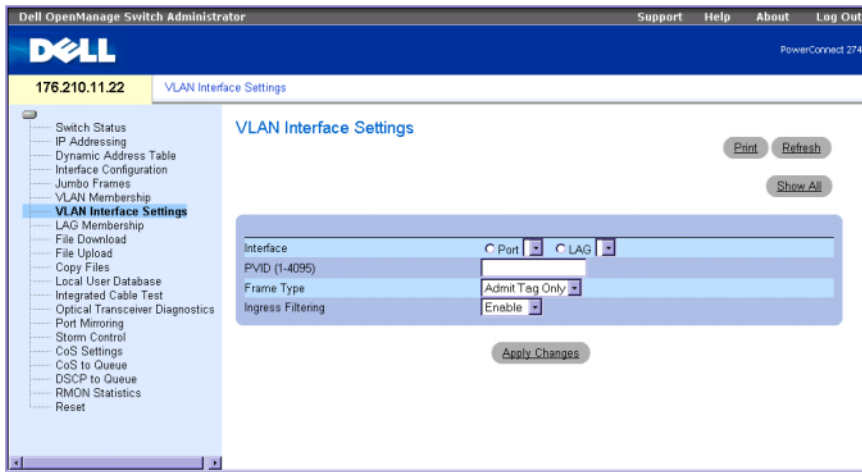 Dell OpenManage Switch Administrator
Support Help About Log Out
DELL
PowerConnect 274
176.210.11.22
VLAN Interface Settings
Switch Status
IP Addressing
Dynamic Address Table
Interface Configuration
Jumbo Frames
VLAN Membership
VLAN Interface Settings
LAG Membership
File Download
File Upload
Copy Files
Local User Database
Integrated Cable Test
Optical Transceiver Diagnostics
Port Mirroring
Storm Control
CoS Settings
CoS to Queue
DSCP to Queue
RMON Statistics
Reset
VLAN Interface Settings
Print Refresh
Show All
Interface Port LAG
PVID (1-4095)
Frame Type Admit Tag Only
Ingress Filtering Enable
Apply Changes